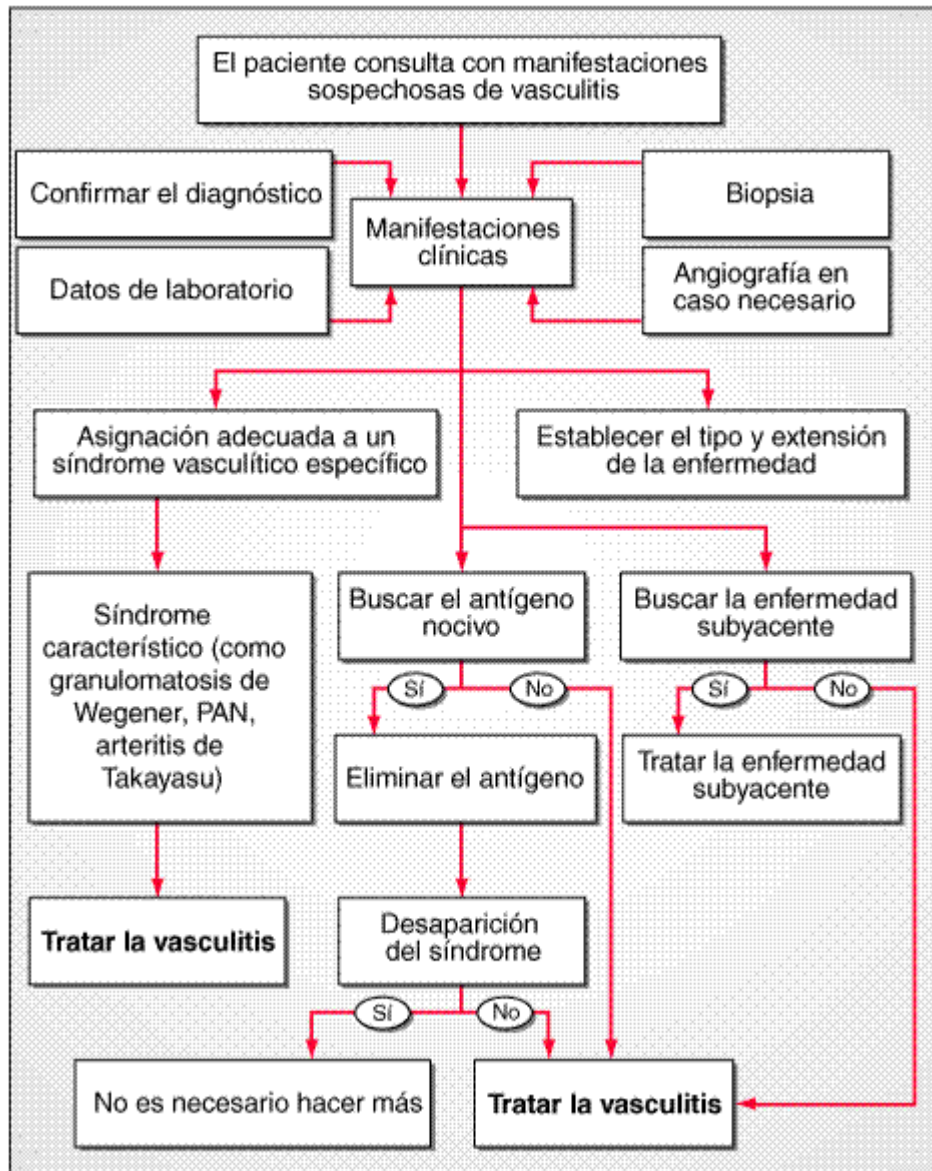 El paciente consulta con manifestaciones
sospechosas de vasculitis
Confirmar el diagnóstico
Biopsia
Manifestaciones
clínicas
Datos de laboratorio
Angiografía en
caso necesario
Asignación adecuada a un
síndrome vasculítico específico
Establecer el tipo y extensión
de la enfermedad
Síndrome
característico (como
granulomatosis de
Wegener, PAN,
arteritis de
Takayasu)
Buscar el antígeno
nocivo
Buscar la enfermedad
subyacente
Sí
No
Sí
No
Eliminar el antígeno
Tratar la enfermedad
subyacente
Tratar la vasculitis
Desaparición
del síndrome
Sí
No
No es necesario hacer más
Tratar la vasculitis